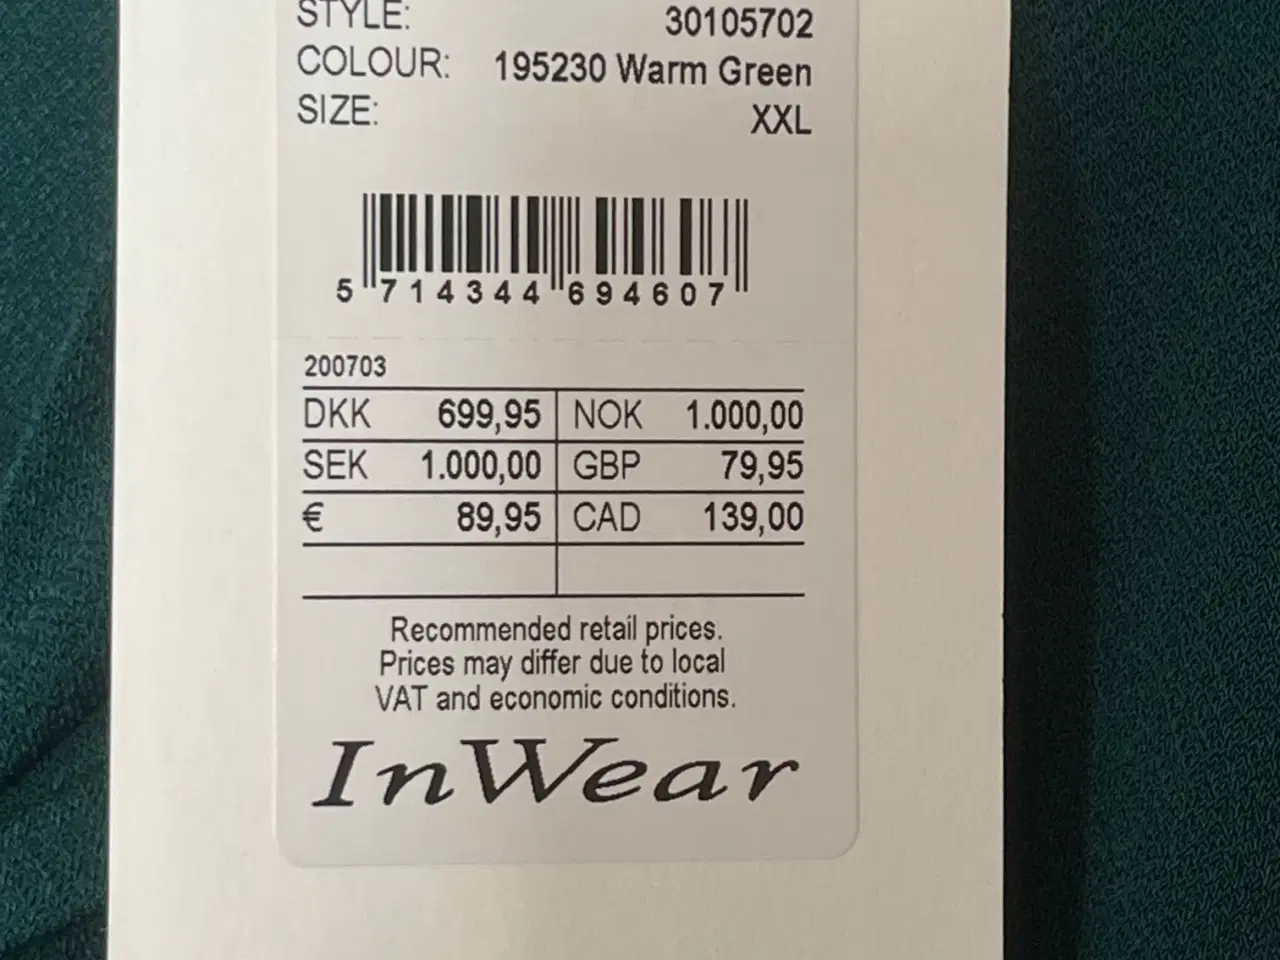 STYLE: 30105702
COLOUR: 195230 Warm Green
SIZE: XXL
5 714344 694607
200703
DKK 699,95 NOK 1.000,00
SEK 1.000,00 GBP 79,95
€ 89,95 CAD 139,00
Recommended retail prices.
Prices may differ due to local
VAT and economic conditions.
InWear